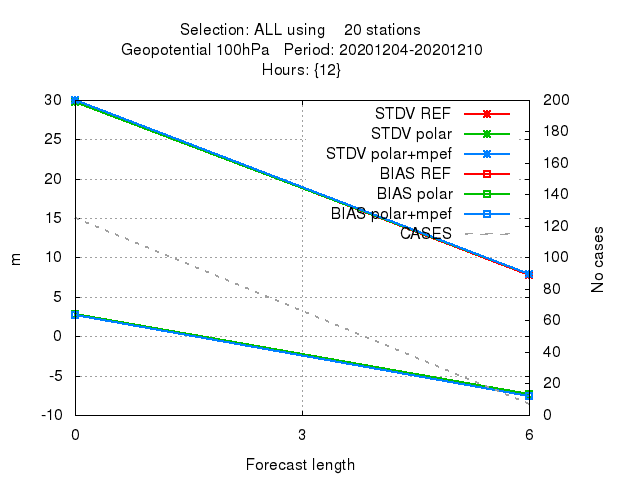 Selection: ALL using    20 stations
Geopotential 100hPa   Period: 20201204-20201210
Hours: {12}
30
25
20
15
10
5
0
-5
-10
m
STDV REF
STDV polar
STDV polar+mpef
BIAS REF
BIAS polar
BIAS polar+mpef
CASES
200
180
160
140
120
100
80
60
40
20
0
No cases
0
3
6
Forecast length